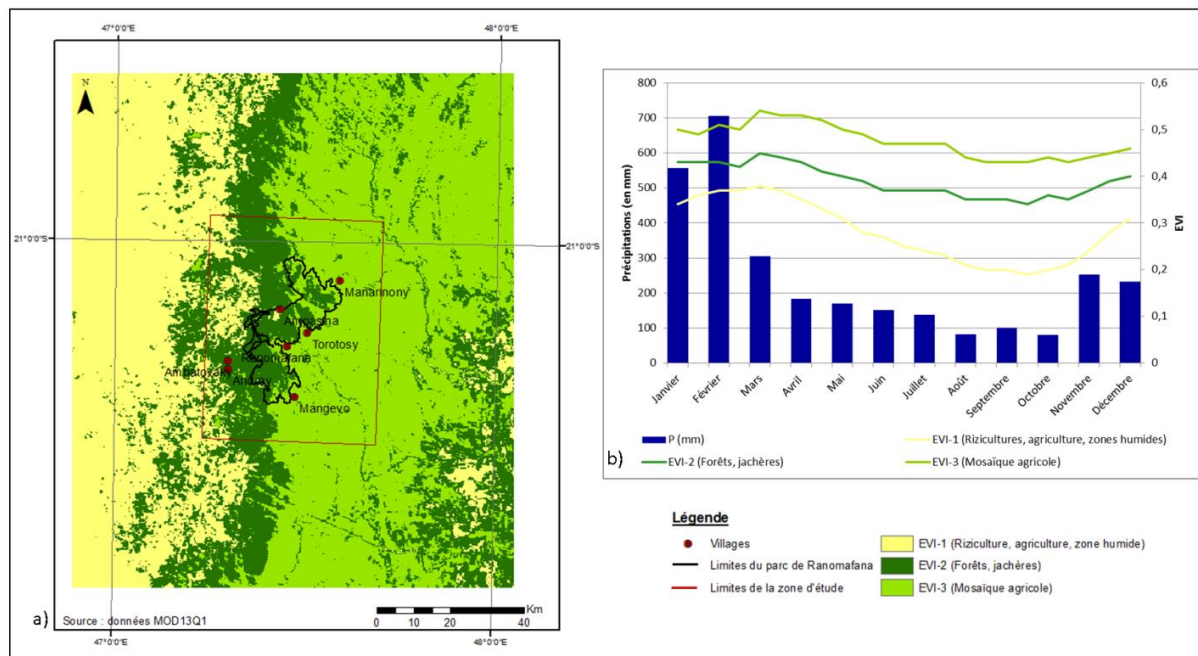 47°0'0"E
48°0'0"E
N
21°0'0"S
21°0'0"S
Manarinony
Ampasina
Torotosy
Ranomafana
Ambatovaky
Andray
Mangevo
Km
0 5 10 20 30 40
a) Source : données MOD13Q1
47°0'0"E
48°0'0"E
Précipitations (en mm)
800
700
600
500
400
300
200
100
0
0,6
0,5
0,4
0,3
0,2
0,1
0
EVI
Janvier
Février
Mars
Avril
Mai
Juin
Juillet
Août
Septembre
Octobre
Novembre
Décembre
b)
P (mm)
EVI-1 (Rizicultures, agriculture, zones humides)
EVI-2 (Forêts, jachères)
EVI-3 (Mosaïque agricole)
Légende
Villages
Limites du parc de Ranomafana
Limites de la zone d'étude
EVI-1 (Riziculture, agriculture, zone humide)
EVI-2 (Forêts, jachères)
EVI-3 (Mosaïque agricole)